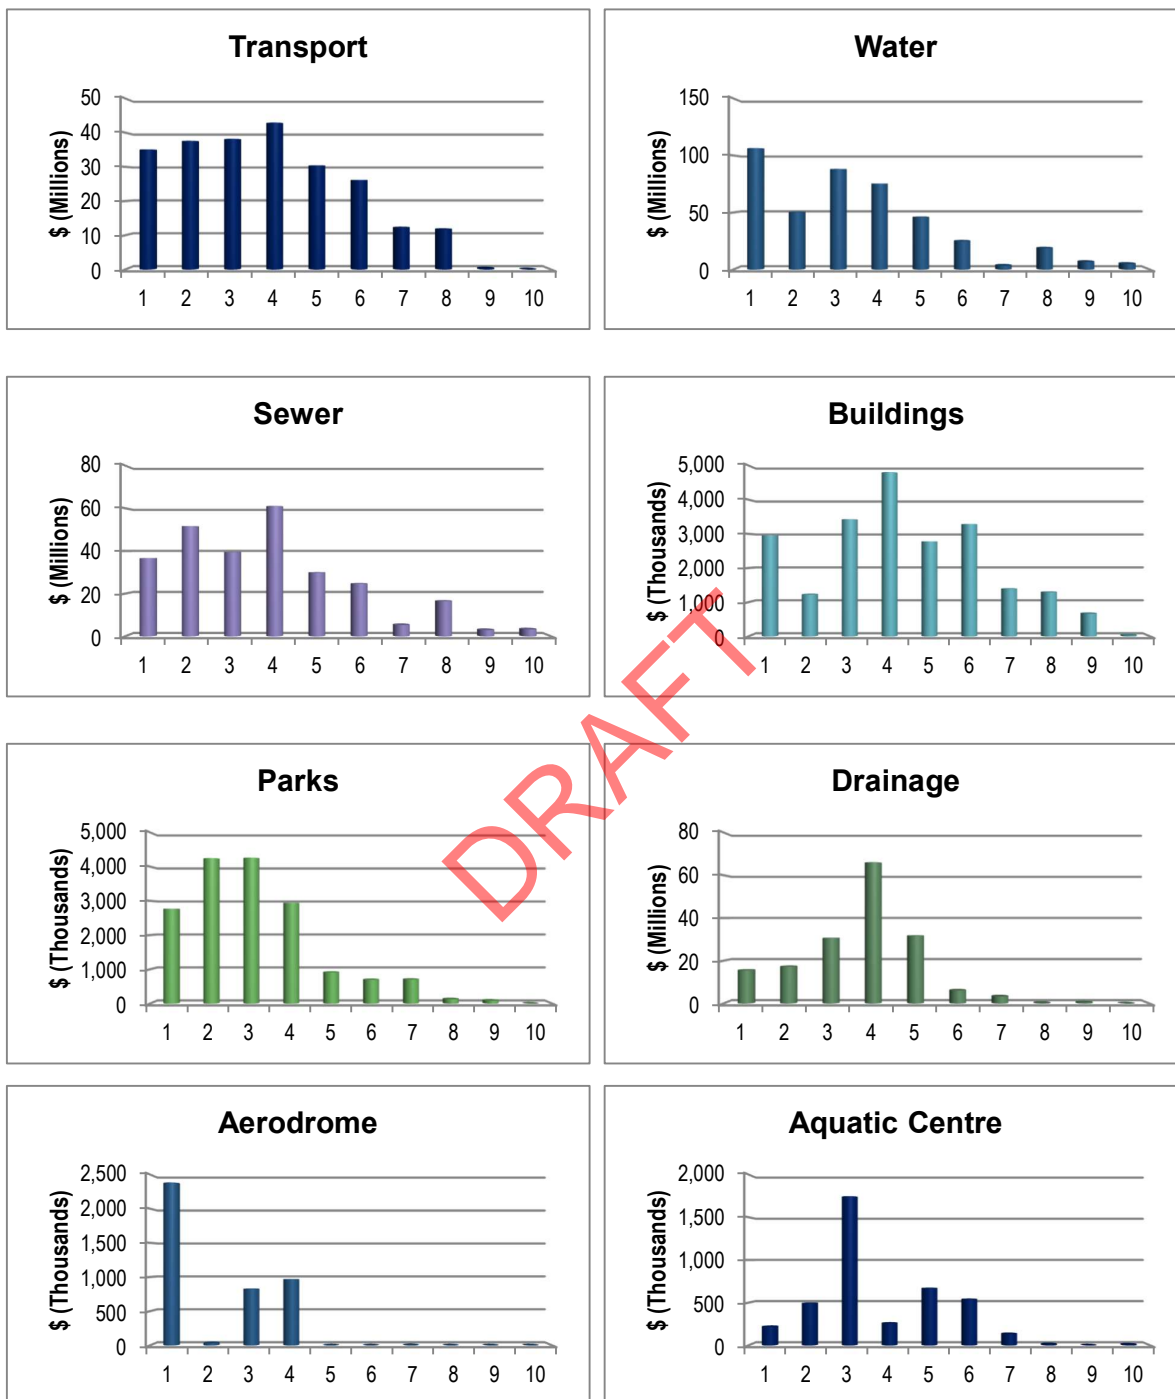 Transport
$ (Millions)
50
40
30
20
10
0
1 2 3 4 5 6 7 8 9 10
Water
$ (Millions)
150
100
50
0
1 2 3 4 5 6 7 8 9 10
Sewer
$ (Millions)
80
60
40
20
0
1 2 3 4 5 6 7 8 9 10
Buildings
$ (Thousands)
5,000
4,000
3,000
2,000
1,000
0
1 2 3 4 5 6 7 8 9 10
Parks
$ (Thousands)
5,000
4,000
3,000
2,000
1,000
0
1 2 3 4 5 6 7 8 9 10
Drainage
$ (Millions)
80
60
40
20
0
1 2 3 4 5 6 7 8 9 10
Aerodrome
$ (Thousands)
2,500
2,000
1,500
1,000
500
0
1 2 3 4 5 6 7 8 9 10
Aquatic Centre
$ (Thousands)
2,000
1,500
1,000
500
0
1 2 3 4 5 6 7 8 9 10
DRAFT